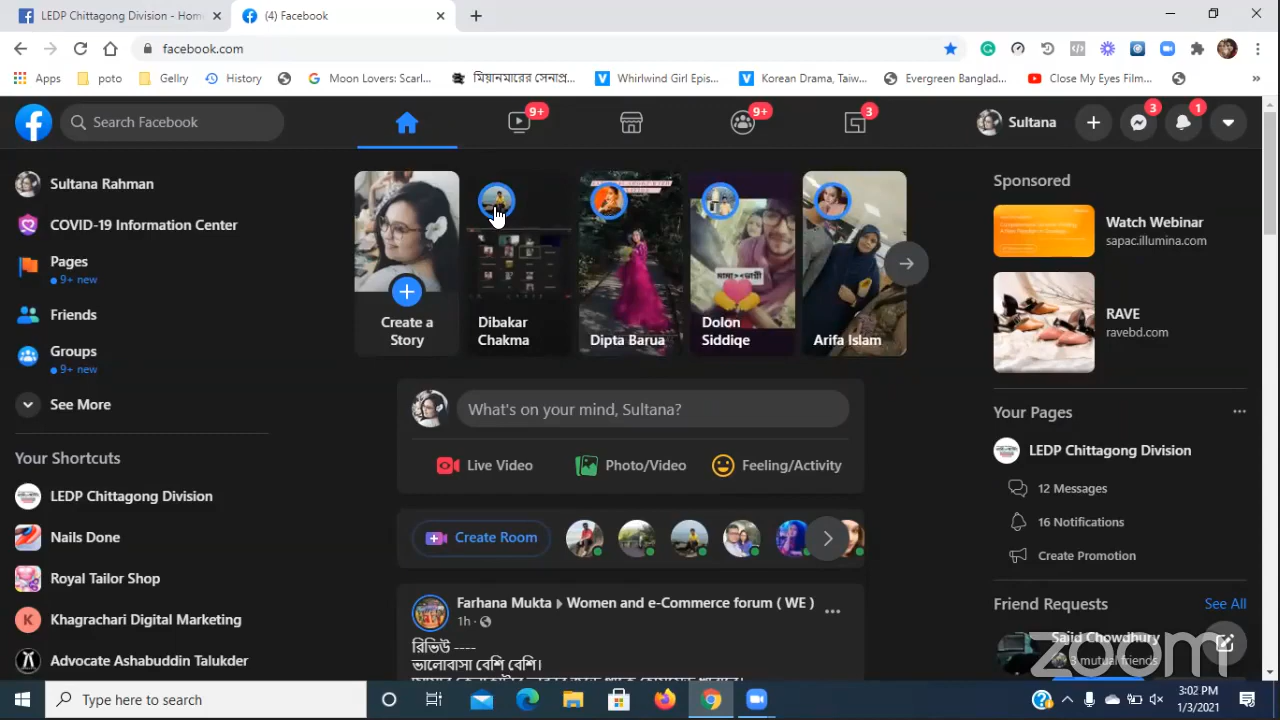 LEDP Chittagong Division - Hom
(4) Facebook
facebook.com
Apps
poto
Gellry
History
Moon Lovers: Scarl...
মিয়ানমারের সেনাপ্র...
Whirlwind Girl Epis...
Korean Drama, Taiw...
Evergreen Banglad...
Close My Eyes Film...
Search Facebook
9+
9+
3
Sultana
3
1
Sultana Rahman
COVID-19 Information Center
Pages
9+ new
Friends
Groups
9+ new
See More
Your Shortcuts
LEDP Chittagong Division
Nails Done
Royal Tailor Shop
K
Khagrachari Digital Marketing
Advocate Ashabuddin Talukder
Create a
Story
Dibakar
Chakma
Dipta Barua
Dolon
Siddiqe
Arifa Islam
What's on your mind, Sultana?
Live Video
Photo/Video
Feeling/Activity
Create Room
Farhana Mukta Women and e-Commerce forum ( WE )
1h
রিভিউ ----
ভালোবাসা বেশি বেশি।
Sponsored
Watch Webinar
sapac.illumina.com
RAVE
ravebd.com
Your Pages
LEDP Chittagong Division
12 Messages
16 Notifications
Create Promotion
Friend Requests
See All
Sajid Chowdhury
3 mutual friends
zoom
Type here to search
3:02 PM
1/3/2021